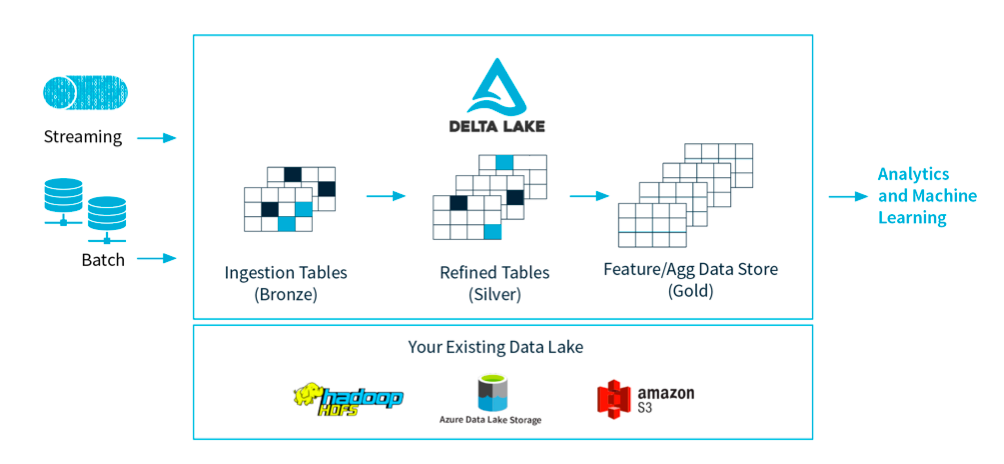 DELTA LAKE
Streaming
Batch
Ingestion Tables
(Bronze)
Refined Tables
(Silver)
Feature/Agg Data Store
(Gold)
Analytics
and Machine
Learning
Your Existing Data Lake
hadoop
HDFS
Azure Data Lake Storage
amazon
S3